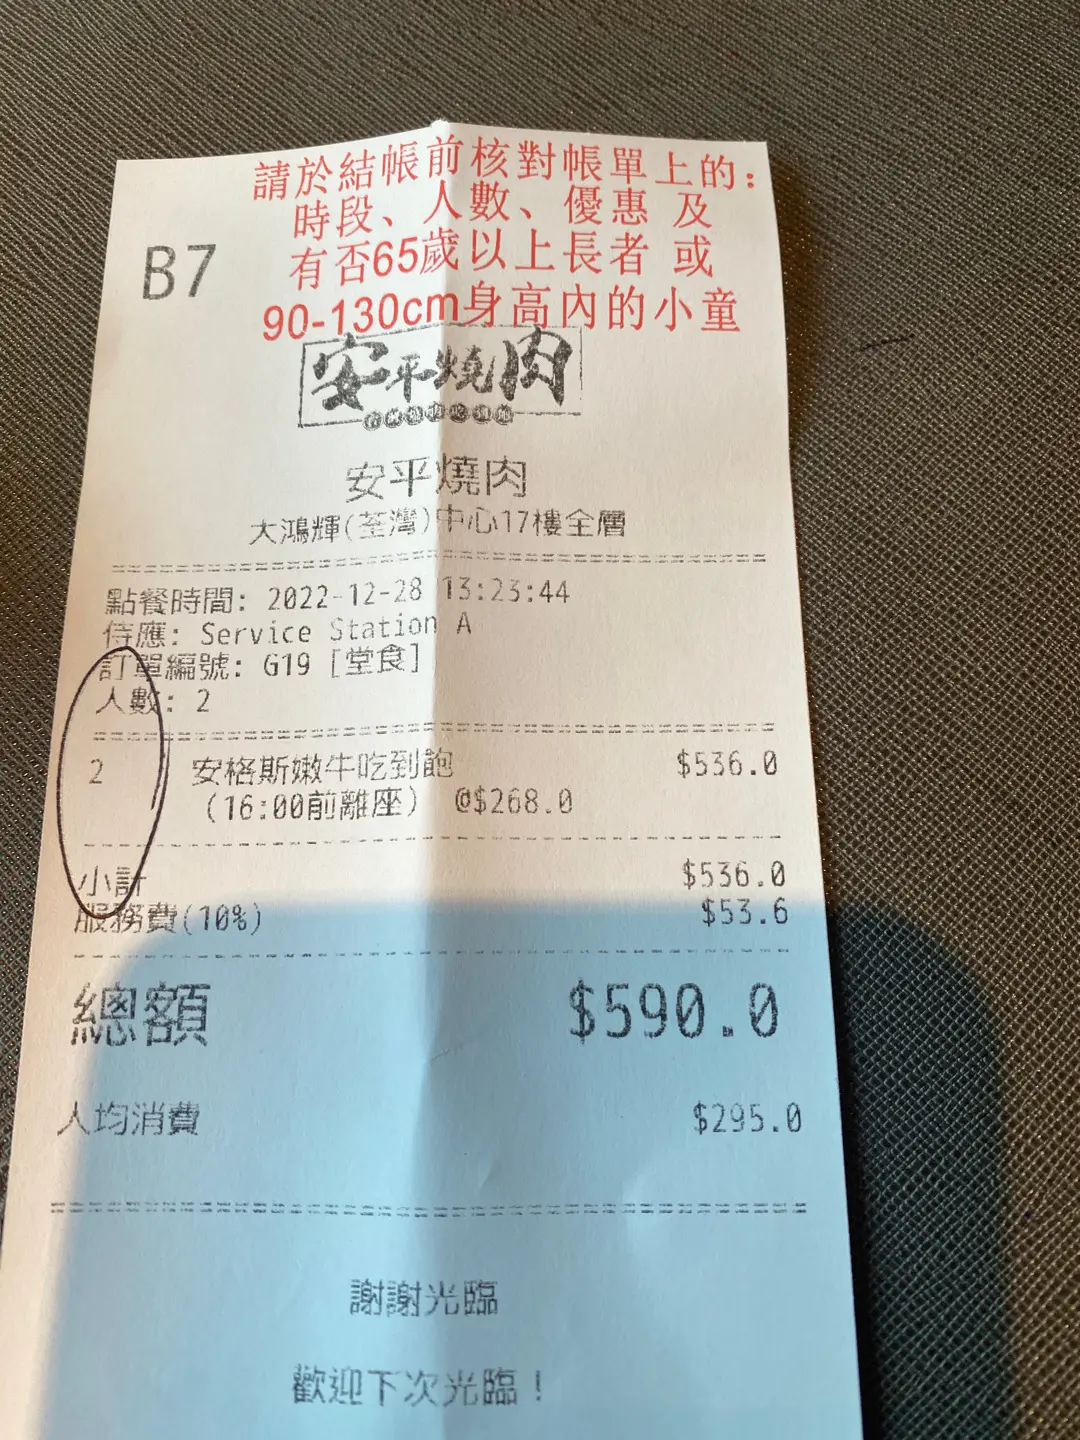 請於結帳前核對帳單上的：
時段、人數、優惠 及
有否65歲以上長者 或
90-130cm身高內的小童
B7
安平燒肉
安平燒肉
大鴻輝(荃灣)中心17樓全層
點餐時間: 2022-12-28 13:23:44
侍應: Service Station A
訂單編號: G19 [堂食]
人數: 2
2 安格斯嫩牛吃到飽 $536.0
(16:00前離座) @$268.0
小計 $536.0
服務費(10%) $53.6
總額 $590.0
人均消費 $295.0
謝謝光臨
歡迎下次光臨！